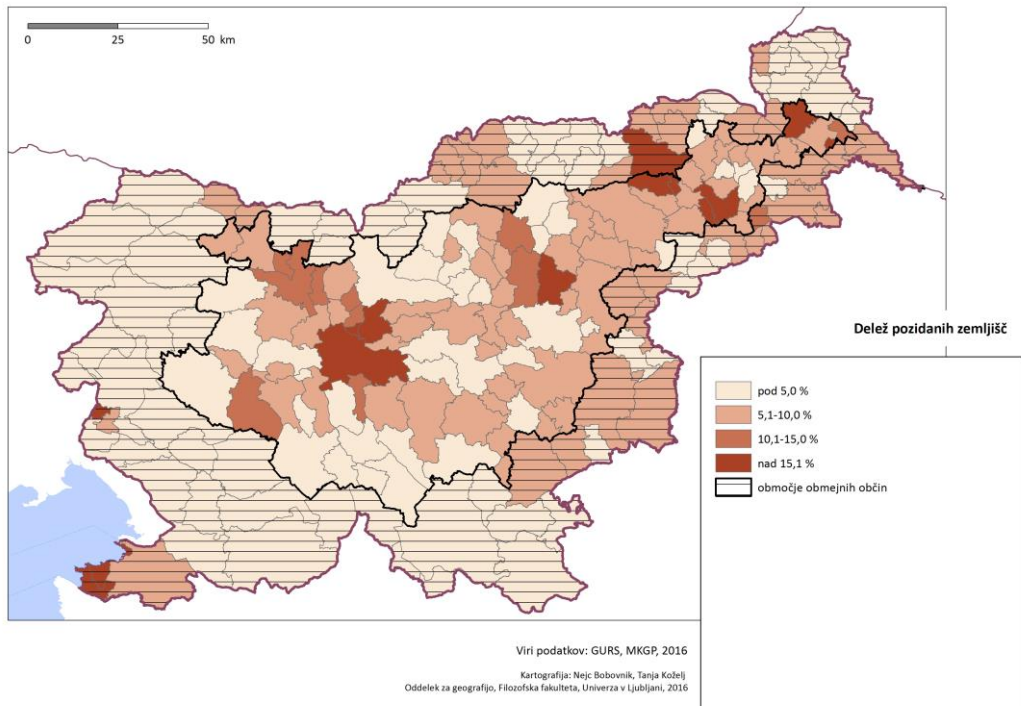 0 25 50 km
Delež pozidanih zemljišč
pod 5,0 %
5,1-10,0 %
10,1-15,0 %
nad 15,1 %
območje obmejnih občin
Viri podatkov: GURS, MKGP, 2016
Kartografija: Nejc Bobovnik, Tanja Koželj
Oddelek za geografijo, Filozofska fakulteta, Univerza v Ljubljani, 2016